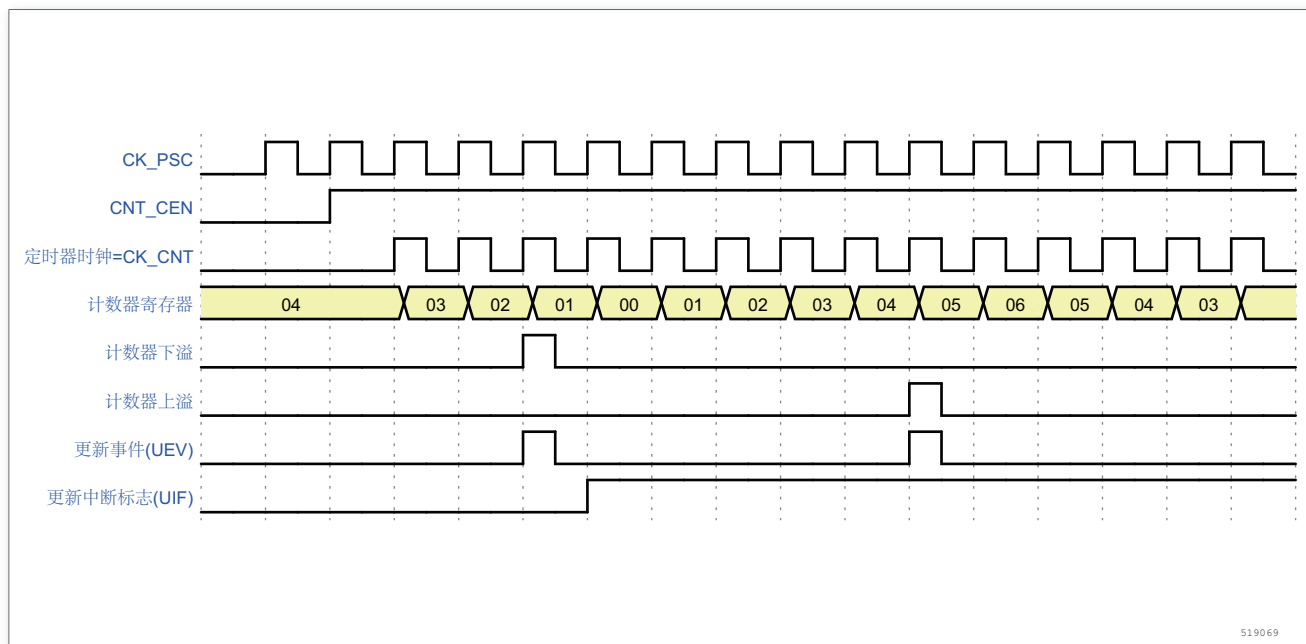 CK_PSC
CNT_CEN
定时器时钟=CK_CNT
计数器寄存器 04 03 02 01 00 01 02 03 04 05 06 05 04 03
计数器下溢
计数器上溢
更新事件(UEV)
更新中断标志(UIF)
519069